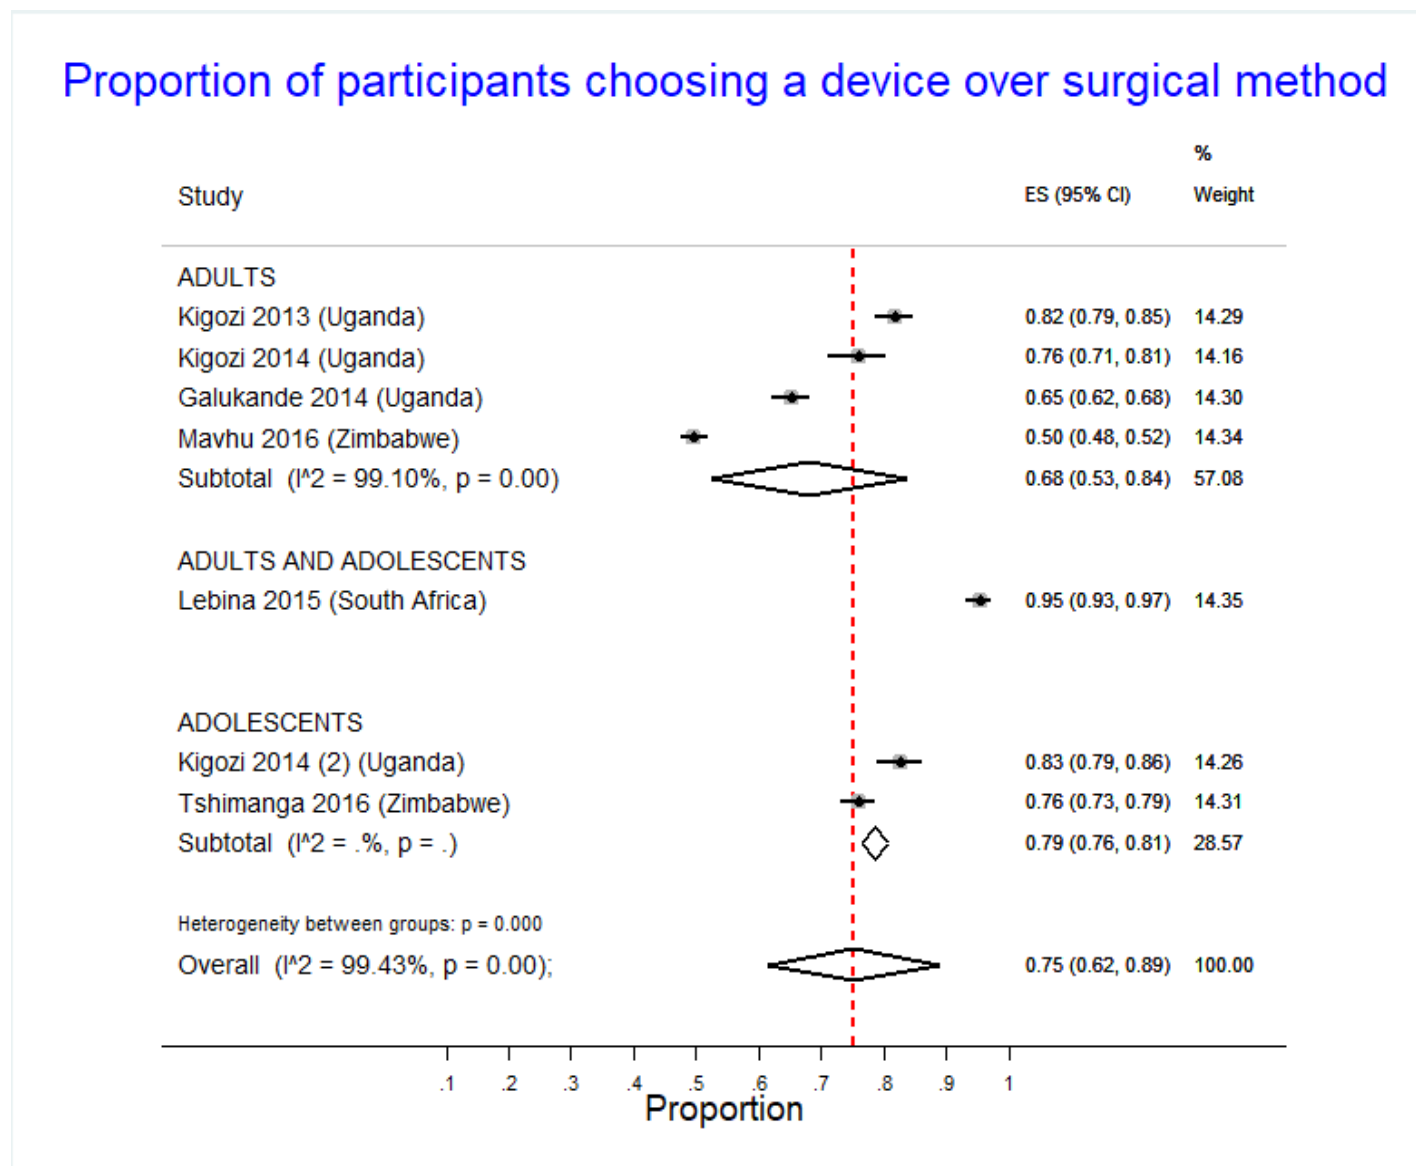 Proportion of participants choosing a device over surgical method
%
Study ES (95% CI) Weight
ADULTS
Kigozi 2013 (Uganda) 0.82 (0.79, 0.85) 14.29
Kigozi 2014 (Uganda) 0.76 (0.71, 0.81) 14.16
Galukande 2014 (Uganda) 0.65 (0.62, 0.68) 14.30
Mavhu 2016 (Zimbabwe) 0.50 (0.48, 0.52) 14.34
Subtotal (I^2 = 99.10%, p = 0.00) 0.68 (0.53, 0.84) 57.08
ADULTS AND ADOLESCENTS
Lebina 2015 (South Africa) 0.95 (0.93, 0.97) 14.35
ADOLESCENTS
Kigozi 2014 (2) (Uganda) 0.83 (0.79, 0.86) 14.26
Tshimanga 2016 (Zimbabwe) 0.76 (0.73, 0.79) 14.31
Subtotal (I^2 = .%, p = .) 0.79 (0.76, 0.81) 28.57
Heterogeneity between groups: p = 0.000
Overall (I^2 = 99.43%, p = 0.00); 0.75 (0.62, 0.89) 100.00
.1 .2 .3 .4 .5 .6 .7 .8 .9 1
Proportion